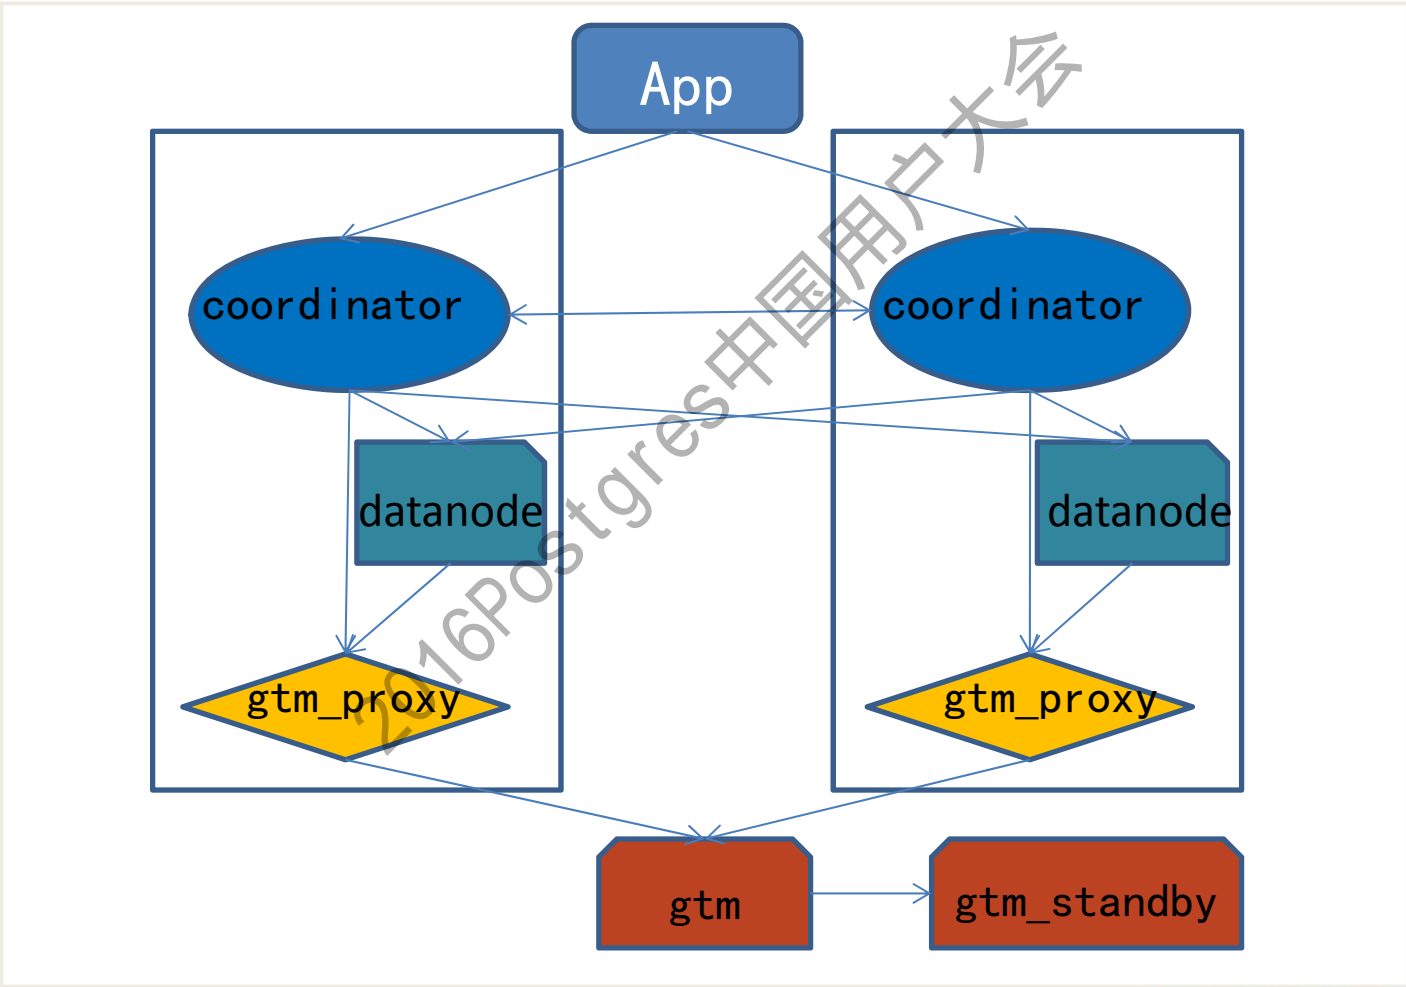 App
coordinator
coordinator
datanode
datanode
gtm_proxy
gtm_proxy
gtm
gtm_standby
2016Postgres中国用户大会